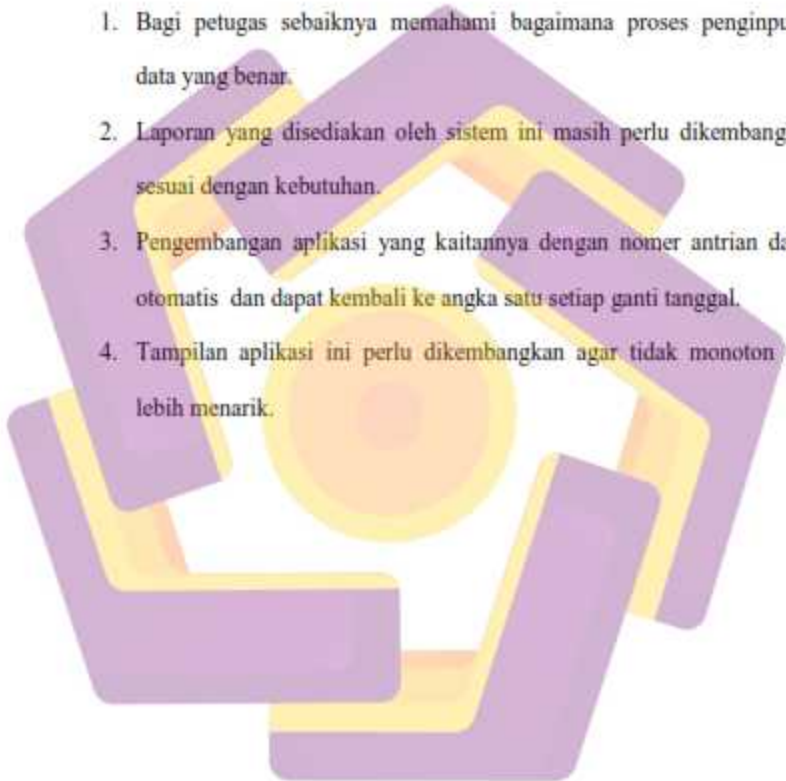 1. Bagi petugas sebaiknya memahami bagaimana proses penginpu
data yang benar.
2. Laporan yang disediakan oleh sistem ini masih perlu dikembang
sesuai dengan kebutuhan.
3. Pengembangan aplikasi yang kaitannya dengan nomer antrian da
otomatis dan dapat kembali ke angka satu setiap ganti tanggal.
4. Tampilan aplikasi ini perlu dikembangkan agar tidak monoton
lebih menarik.